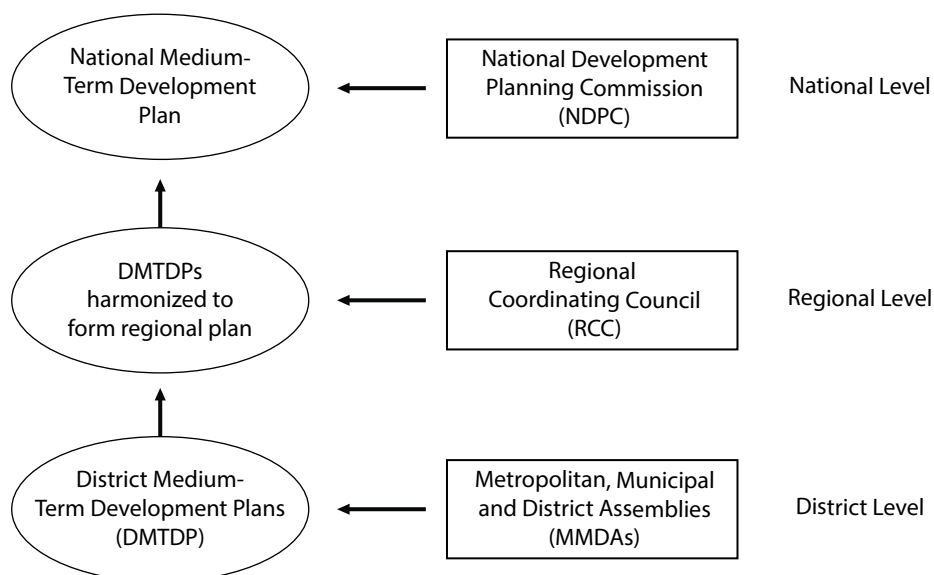 National Medium-
Term Development
Plan
National Development
Planning Commission
(NDPC)
National Level
DMTDPs
harmonized to
form regional plan
Regional
Coordinating Council
(RCC)
Regional Level
District Medium-
Term Development Plans
(DMTDP)
Metropolitan, Municipal
and District Assemblies
(MMDAs)
District Level